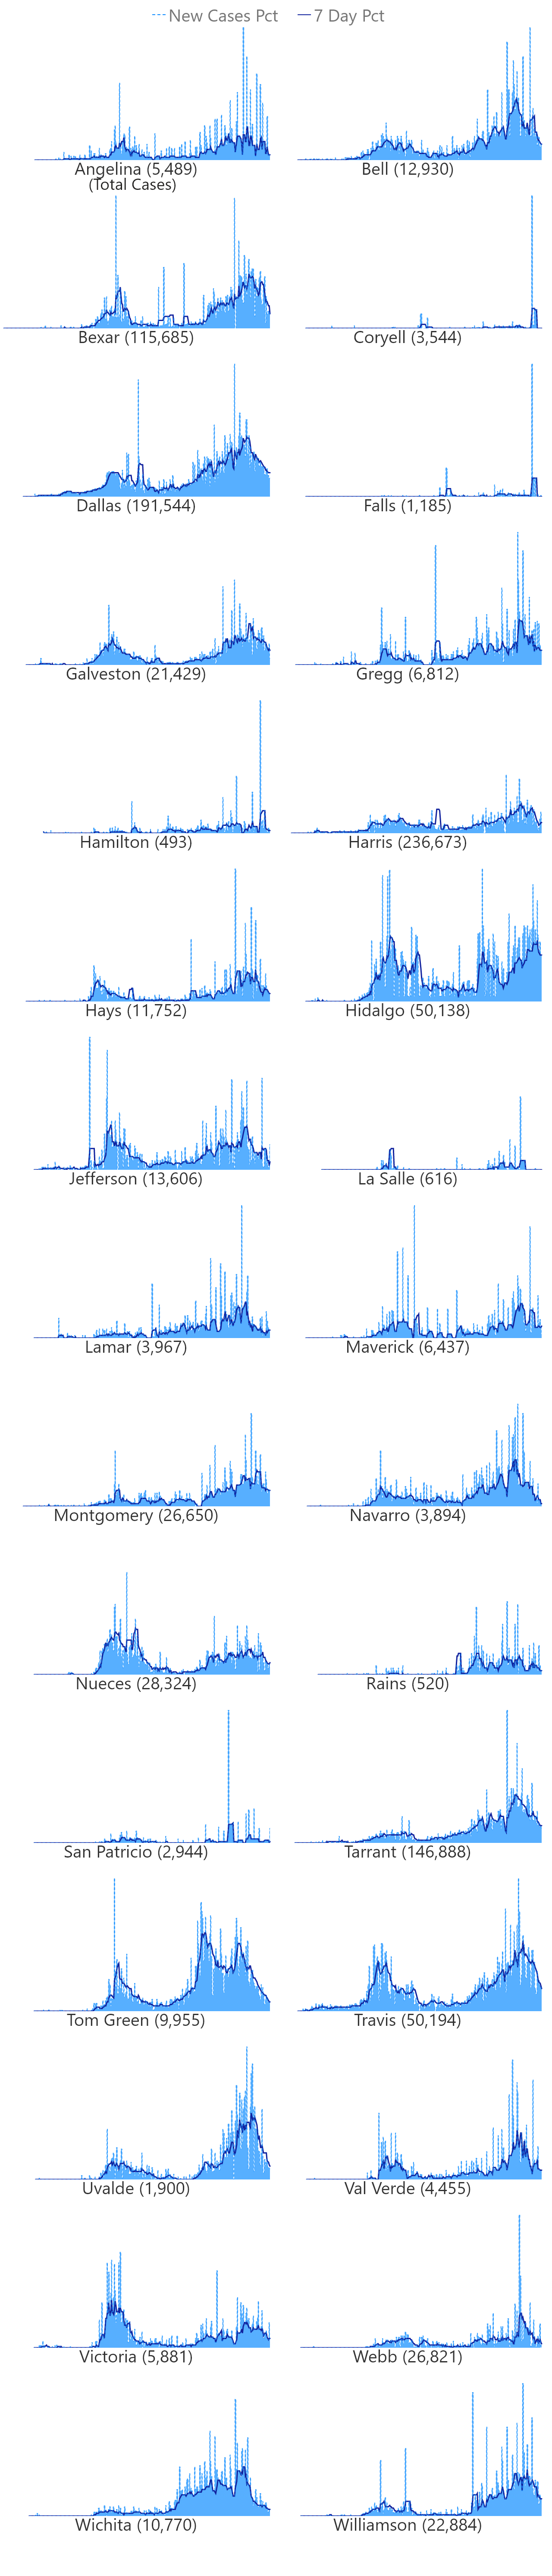 New Cases Pct 7 Day Pct
Angelina (5,489) Bell (12,930)
(Total Cases)
Bexar (115,685) Coryell (3,544)
Dallas (191,544) Falls (1,185)
Galveston (21,429) Gregg (6,812)
Hamilton (493) Harris (236,673)
Hays (11,752) Hidalgo (50,138)
Jefferson (13,606) La Salle (616)
Lamar (3,967) Maverick (6,437)
Montgomery (26,650) Navarro (3,894)
Nueces (28,324) Rains (520)
San Patricio (2,944) Tarrant (146,888)
Tom Green (9,955) Travis (50,194)
Uvalde (1,900) Val Verde (4,455)
Victoria (5,881) Webb (26,821)
Wichita (10,770) Williamson (22,884)